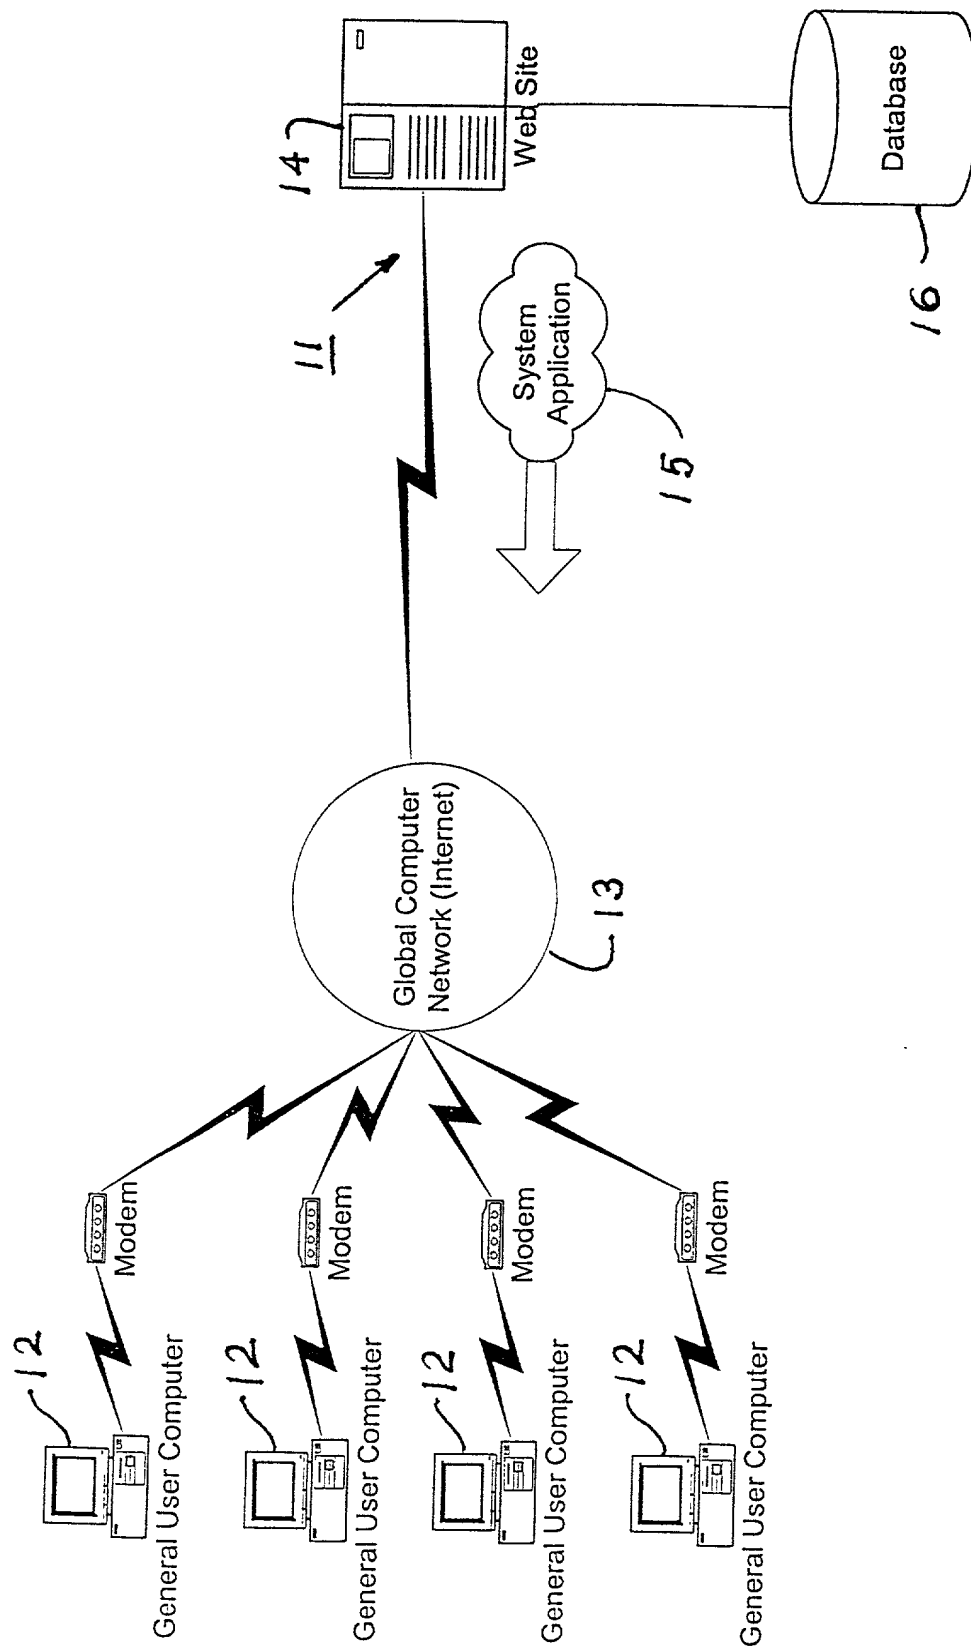 12
General User Computer
Modem
12
General User Computer
Modem
12
General User Computer
Modem
12
General User Computer
Modem
Global Computer
Network (Internet)
13
11
System
Application
15
14
Web Site
Database
16